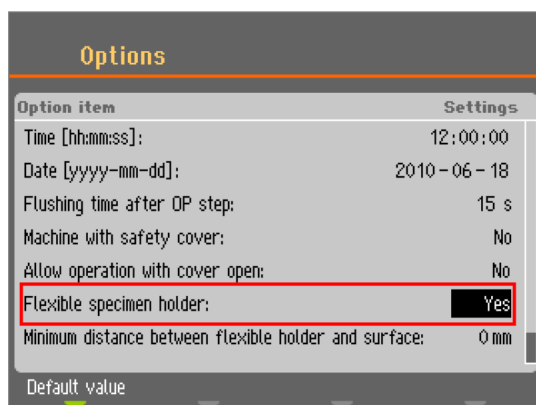 Options
Option item Settings
Time [hh:mm:ss]: 12:00:00
Date [yyyy-mm-dd]: 2010-06-18
Flushing time after OP step: 15 s
Machine with safety cover: No
Allow operation with cover open: No
Flexible specimen holder: Yes
Minimum distance between flexible holder and surface: 0 mm
Default value